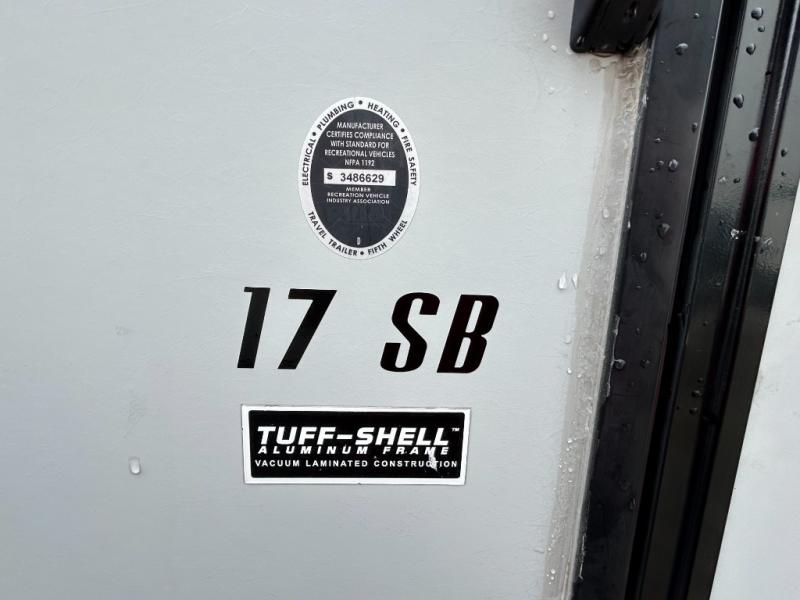 ELECTRICAL • PLUMBING • HEATING • FIRE SAFETY
MANUFACTURER
CERTIFIES COMPLIANCE
WITH STANDARD FOR
RECREATIONAL VEHICLES
NFPA 1192
S 3486629
MEMBER
RECREATION VEHICLE
INDUSTRY ASSOCIATION
D
TRAVEL TRAILER • FIFTH WHEEL
17 SB
TUFF-SHELL™
ALUMINUM FRAME
VACUUM LAMINATED CONSTRUCTION